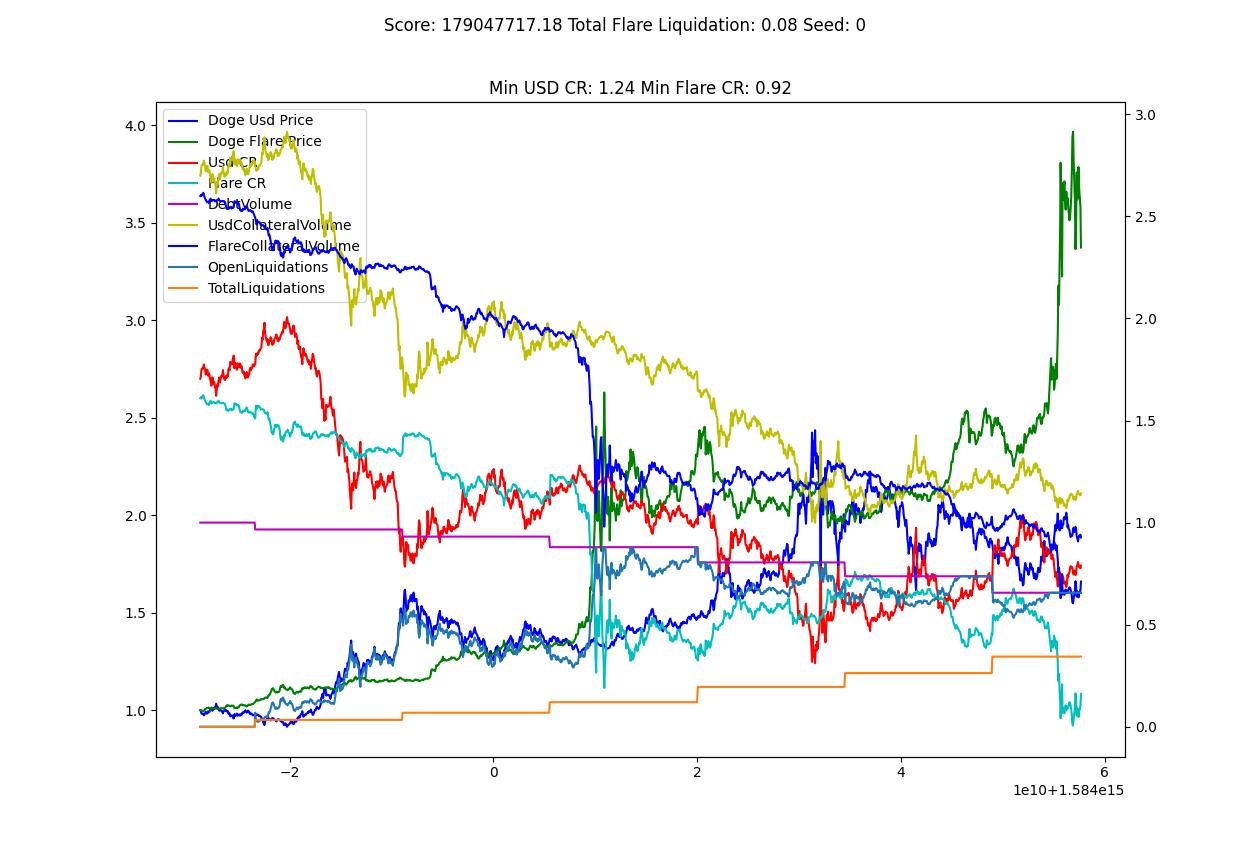 Score: 179047717.18 Total Flare Liquidation: 0.08 Seed: 0
Min USD CR: 1.24 Min Flare CR: 0.92
Doge Usd Price
Doge Flare Price
Usd CR
Flare CR
DebtVolume
UsdCollateralVolume
FlareCollateralVolume
OpenLiquidations
TotalLiquidations
4.0
3.5
3.0
2.5
2.0
1.5
1.0
3.0
2.5
2.0
1.5
1.0
0.5
0.0
−2
0
2
4
6
1e10+1.584e15